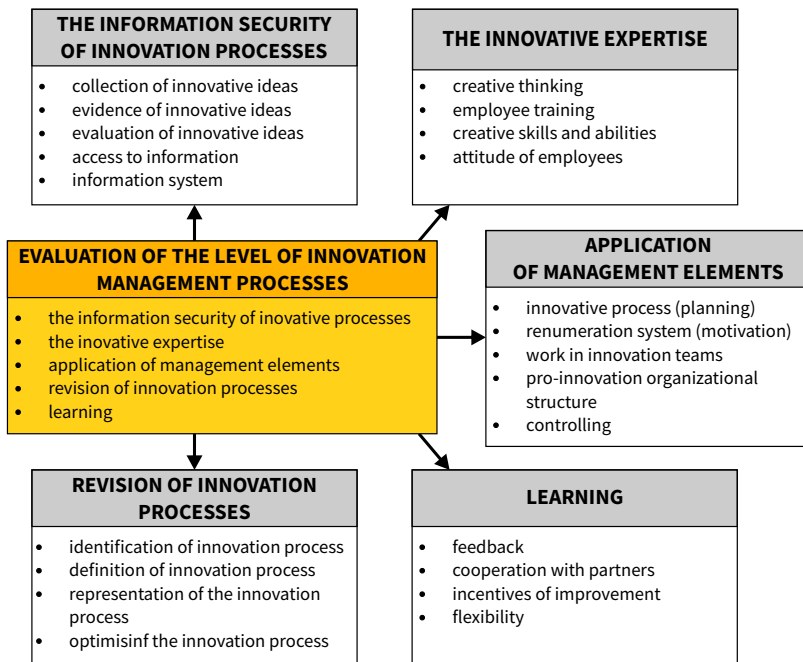 THE INFORMATION SECURITY
OF INNOVATION PROCESSES
• collection of innovative ideas
• evidence of innovative ideas
• evaluation of innovative ideas
• access to information
• information system
THE INNOVATIVE EXPERTISE
• creative thinking
• employee training
• creative skills and abilities
• attitude of employees
EVALUATION OF THE LEVEL OF INNOVATION
MANAGEMENT PROCESSES
• the information security of inovative processes
• the inovative expertise
• application of management elements
• revision of innovation processes
• learning
APPLICATION
OF MANAGEMENT ELEMENTS
• innovative process (planning)
• renumeration system (motivation)
• work in innovation teams
• pro-innovation organizational
structure
• controlling
REVISION OF INNOVATION
PROCESSES
• identification of innovation process
• definition of innovation process
• representation of the innovation
process
• optimisinf the innovation process
LEARNING
• feedback
• cooperation with partners
• incentives of improvement
• flexibility